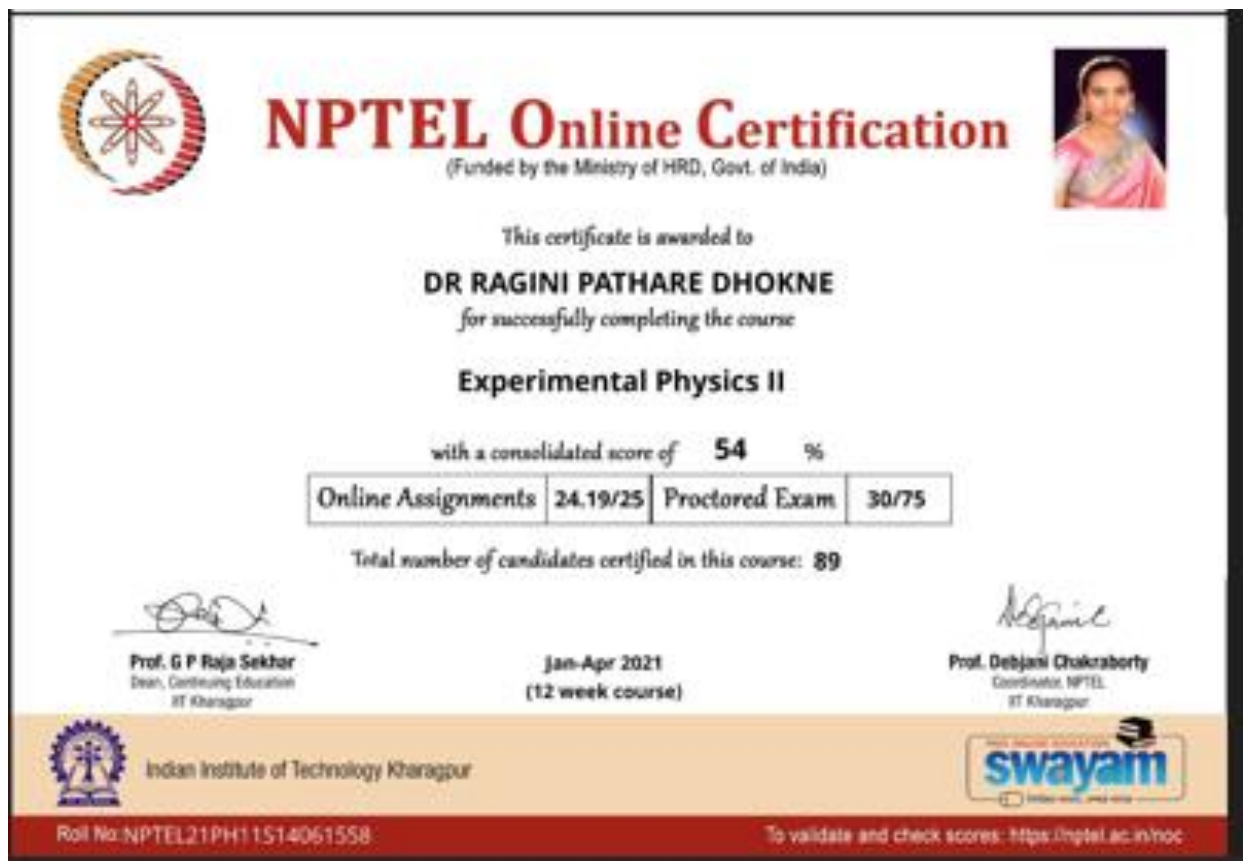 NPTEL Online Certification
(Funded by the Ministry of HRD, Govt. of India)
This certificate is awarded to
DR RAGINI PATHARE DHOKNE
for successfully completing the course
Experimental Physics II
with a consolidated score of 54 %
Online Assignments 24.19/25 Proctored Exam 30/75
Total number of candidates certified in this course: 89
Prof. G P Raja Sekhar
Dean, Continuing Education
IIT Kharagpur
Jan-Apr 2021
(12 week course)
Prof. Debjani Chakraborty
Coordinator, NPTEL
IIT Kharagpur
Indian Institute of Technology Kharagpur
swayam
Roll No:NPTEL21PH11S14061558
To validate and check scores: https://nptel.ac.in/noc